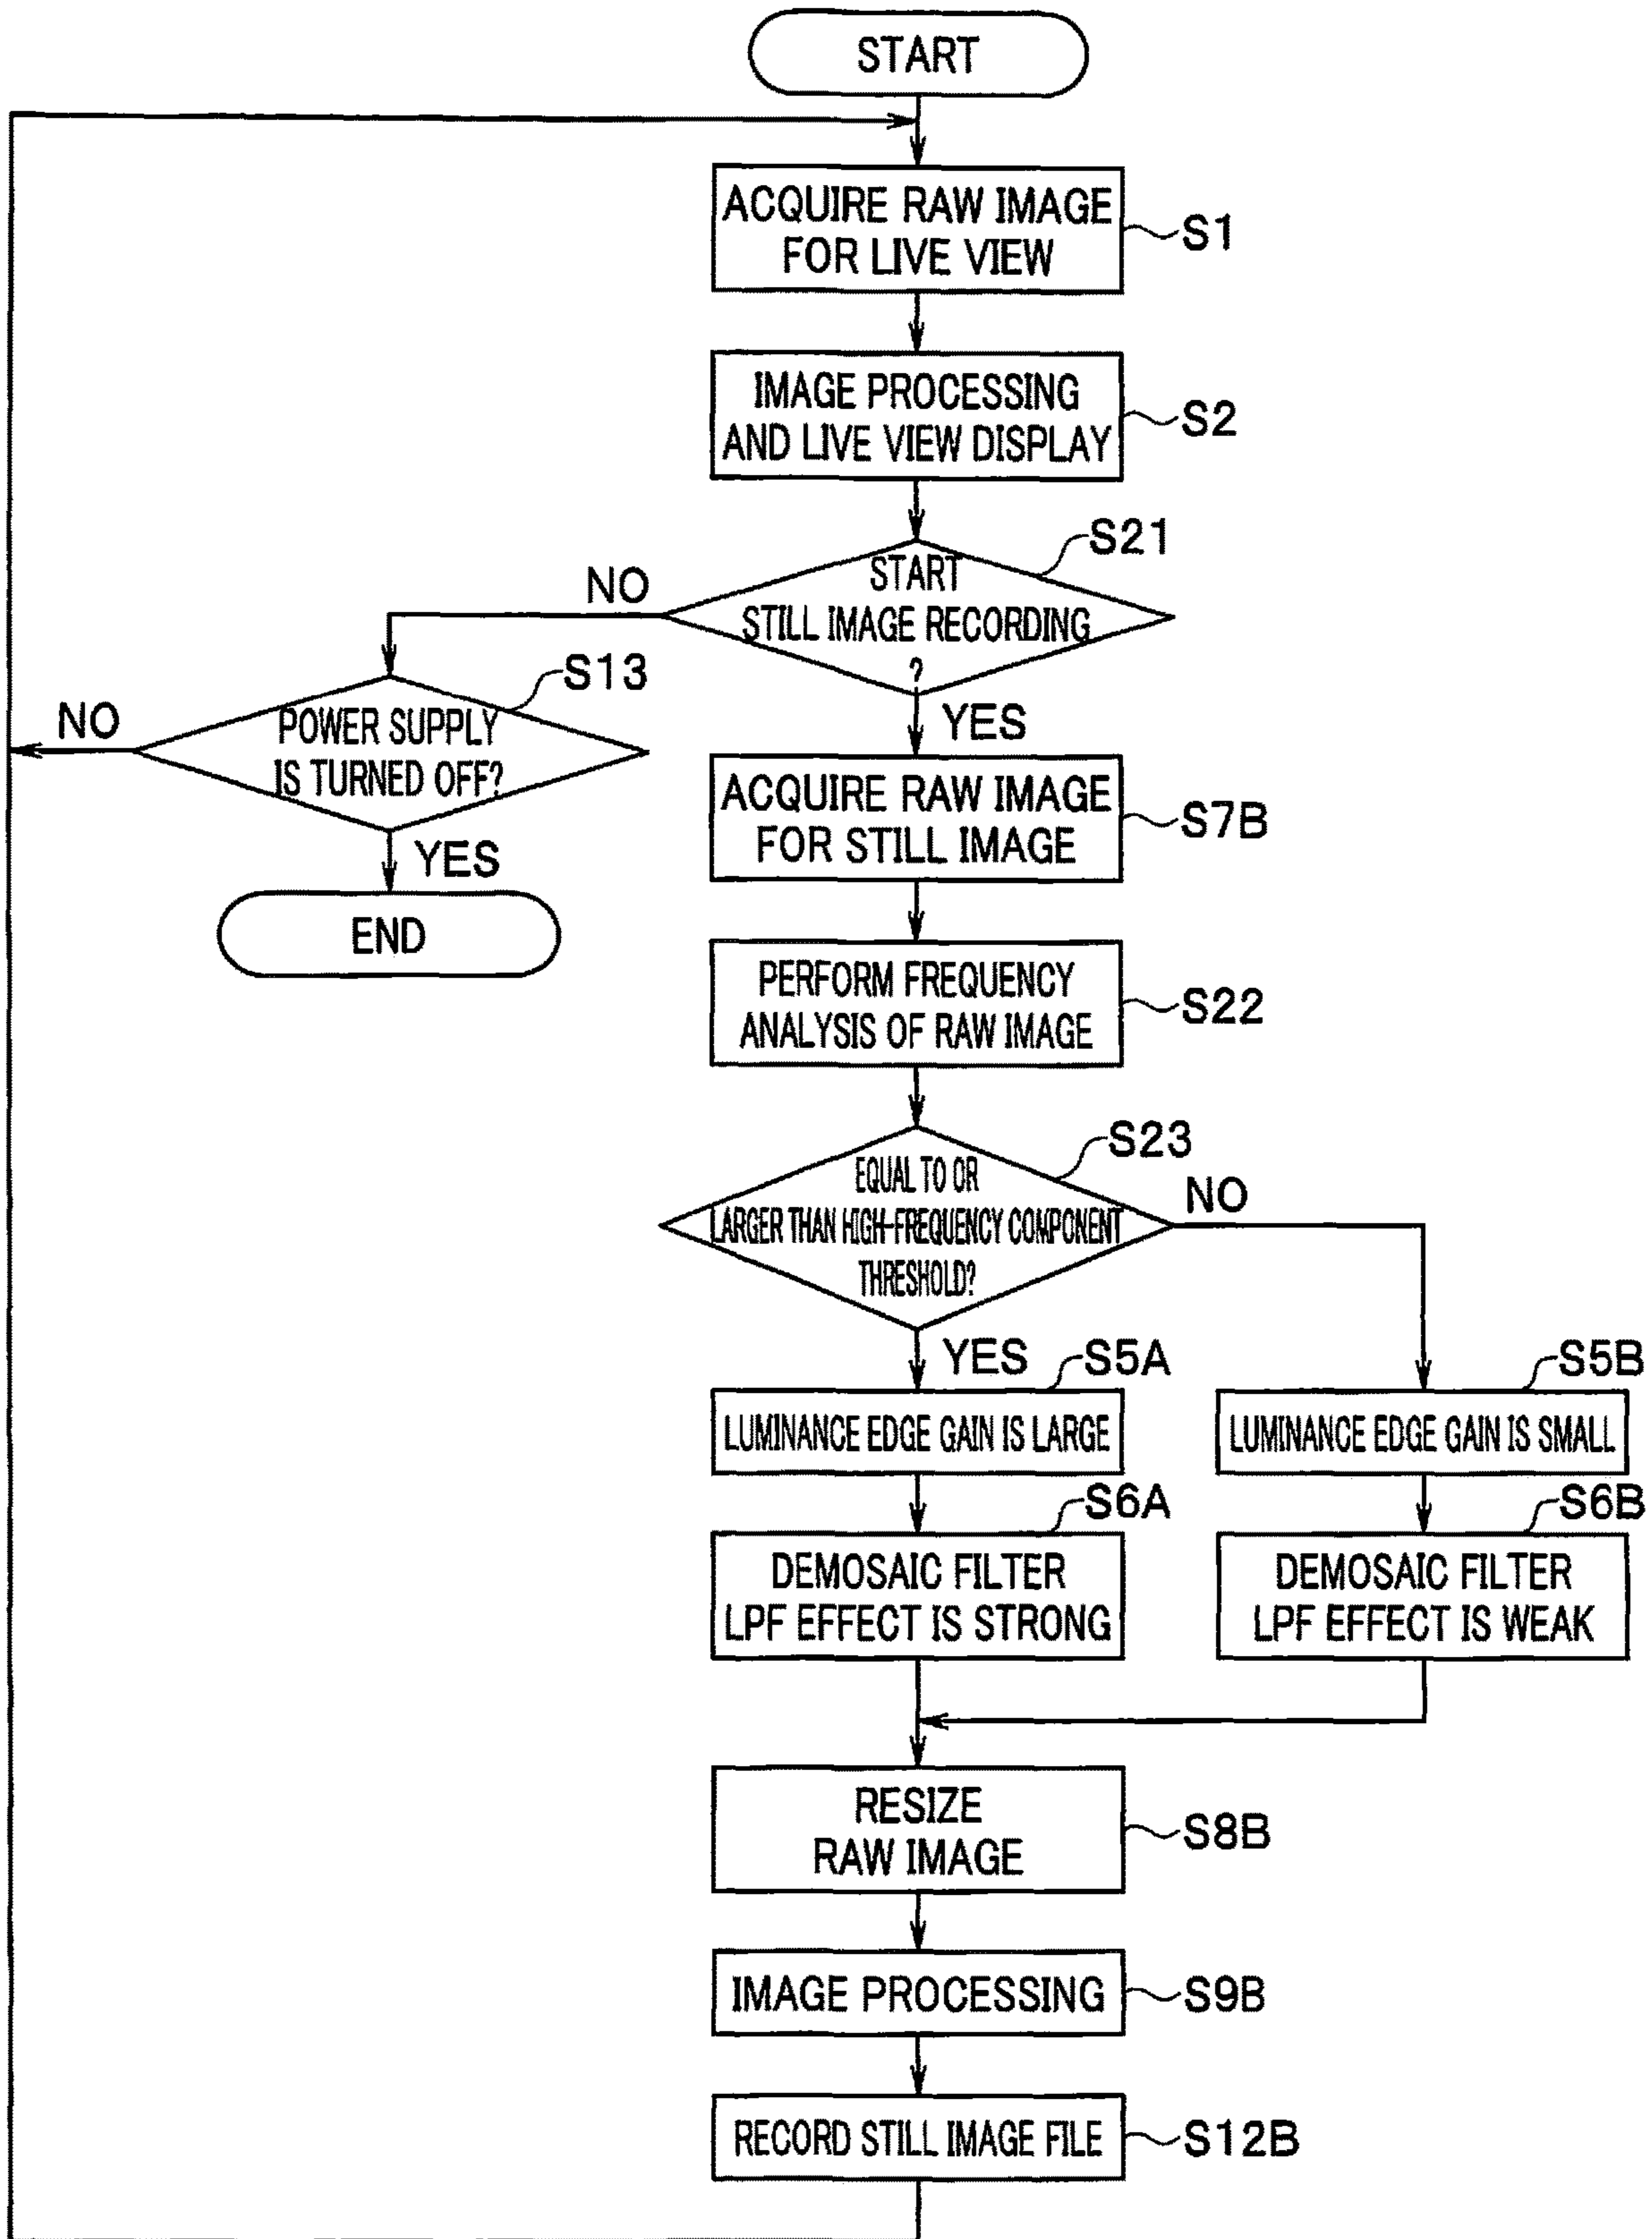 START
ACQUIRE RAW IMAGE
FOR LIVE VIEW
S1
IMAGE PROCESSING
AND LIVE VIEW DISPLAY
S2
S21
START
STILL IMAGE RECORDING
?
NO
YES
S13
POWER SUPPLY
IS TURNED OFF?
NO
YES
END
ACQUIRE RAW IMAGE
FOR STILL IMAGE
S7B
PERFORM FREQUENCY
ANALYSIS OF RAW IMAGE
S22
S23
EQUAL TO OR
LARGER THAN HIGH-FREQUENCY COMPONENT
THRESHOLD?
NO
YES
S5A
LUMINANCE EDGE GAIN IS LARGE
S5B
LUMINANCE EDGE GAIN IS SMALL
S6A
DEMOSAIC FILTER
LPF EFFECT IS STRONG
S6B
DEMOSAIC FILTER
LPF EFFECT IS WEAK
RESIZE
RAW IMAGE
S8B
IMAGE PROCESSING
S9B
RECORD STILL IMAGE FILE
S12B